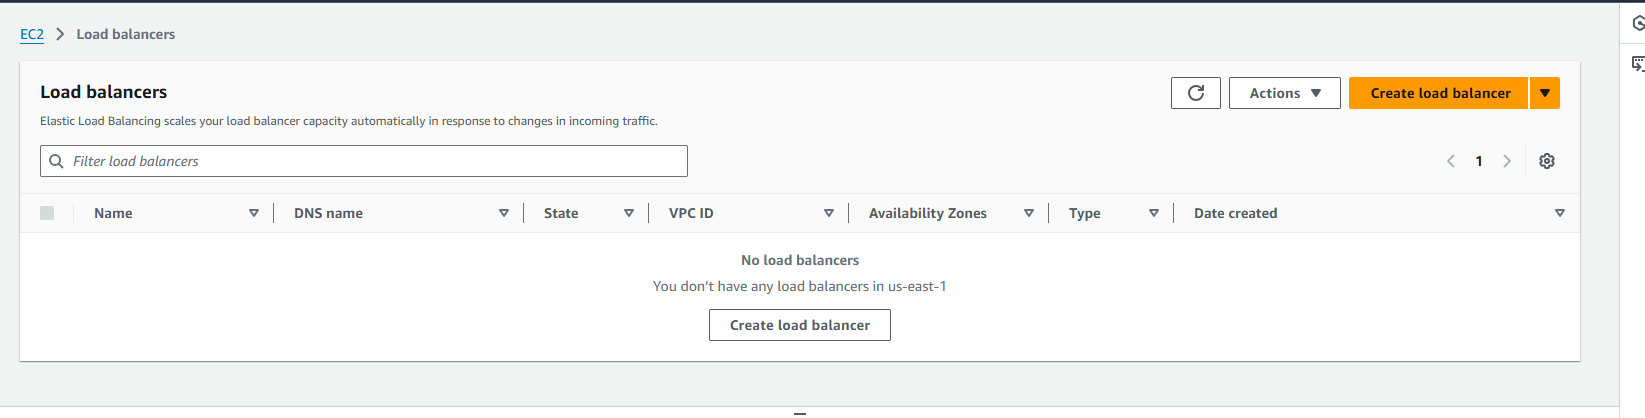 EC2 > Load balancers
Load balancers
Actions
Create load balancer
Elastic Load Balancing scales your load balancer capacity automatically in response to changes in incoming traffic.
Filter load balancers
1
Name DNS name State VPC ID Availability Zones Type Date created
No load balancers
You don't have any load balancers in us-east-1
Create load balancer